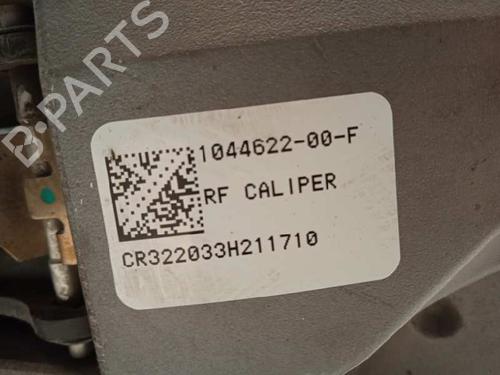 B-PARTS
1044622-00-F
RF CALIPER
CR322033H211710